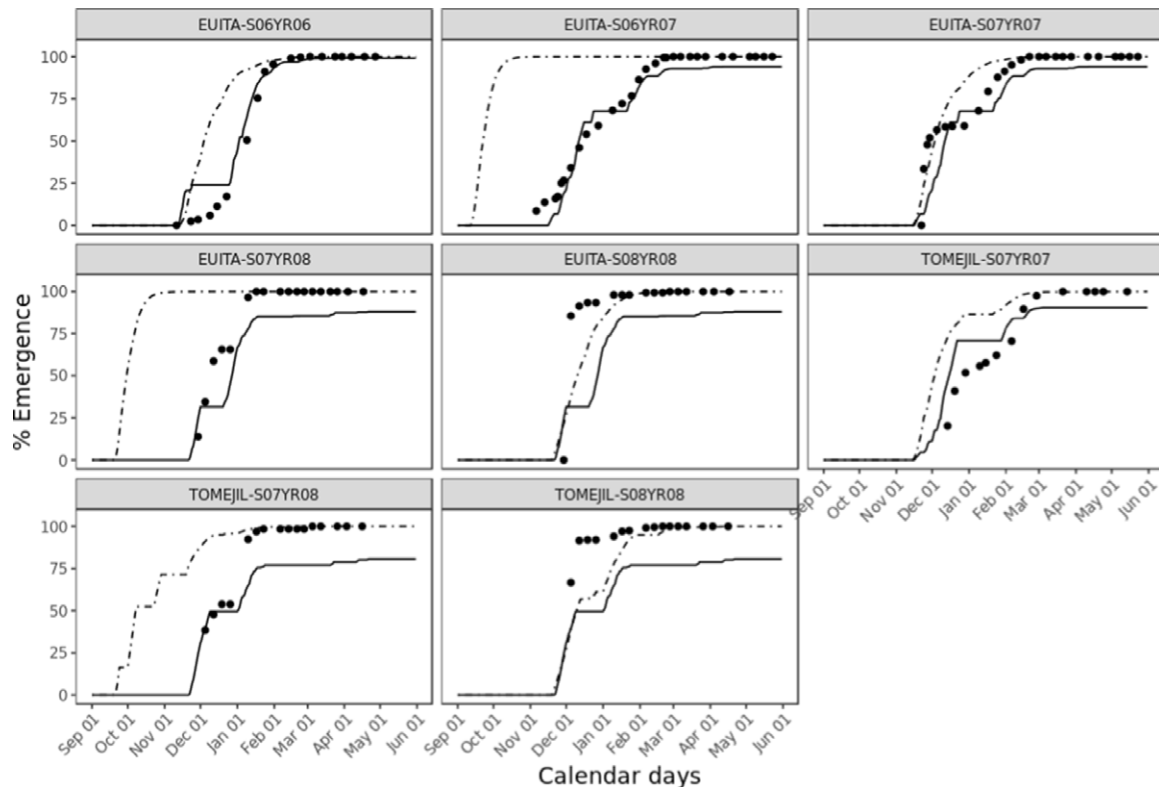 EUITA-S06YR06
EUITA-S06YR07
EUITA-S07YR07
100
75
50
25
0
EUITA-S07YR08
EUITA-S08YR08
TOMEJIL-S07YR07
100
75
50
25
0
Sep 01 Oct 01 Nov 01 Dec 01 Jan 01 Feb 01 Mar 01 Apr 01 May 01 Jun 01
TOMEJIL-S07YR08
TOMEJIL-S08YR08
100
75
50
25
0
Sep 01 Oct 01 Nov 01 Dec 01 Jan 01 Feb 01 Mar 01 Apr 01 May 01 Jun 01
Sep 01 Oct 01 Nov 01 Dec 01 Jan 01 Feb 01 Mar 01 Apr 01 May 01 Jun 01
% Emergence
Calendar days